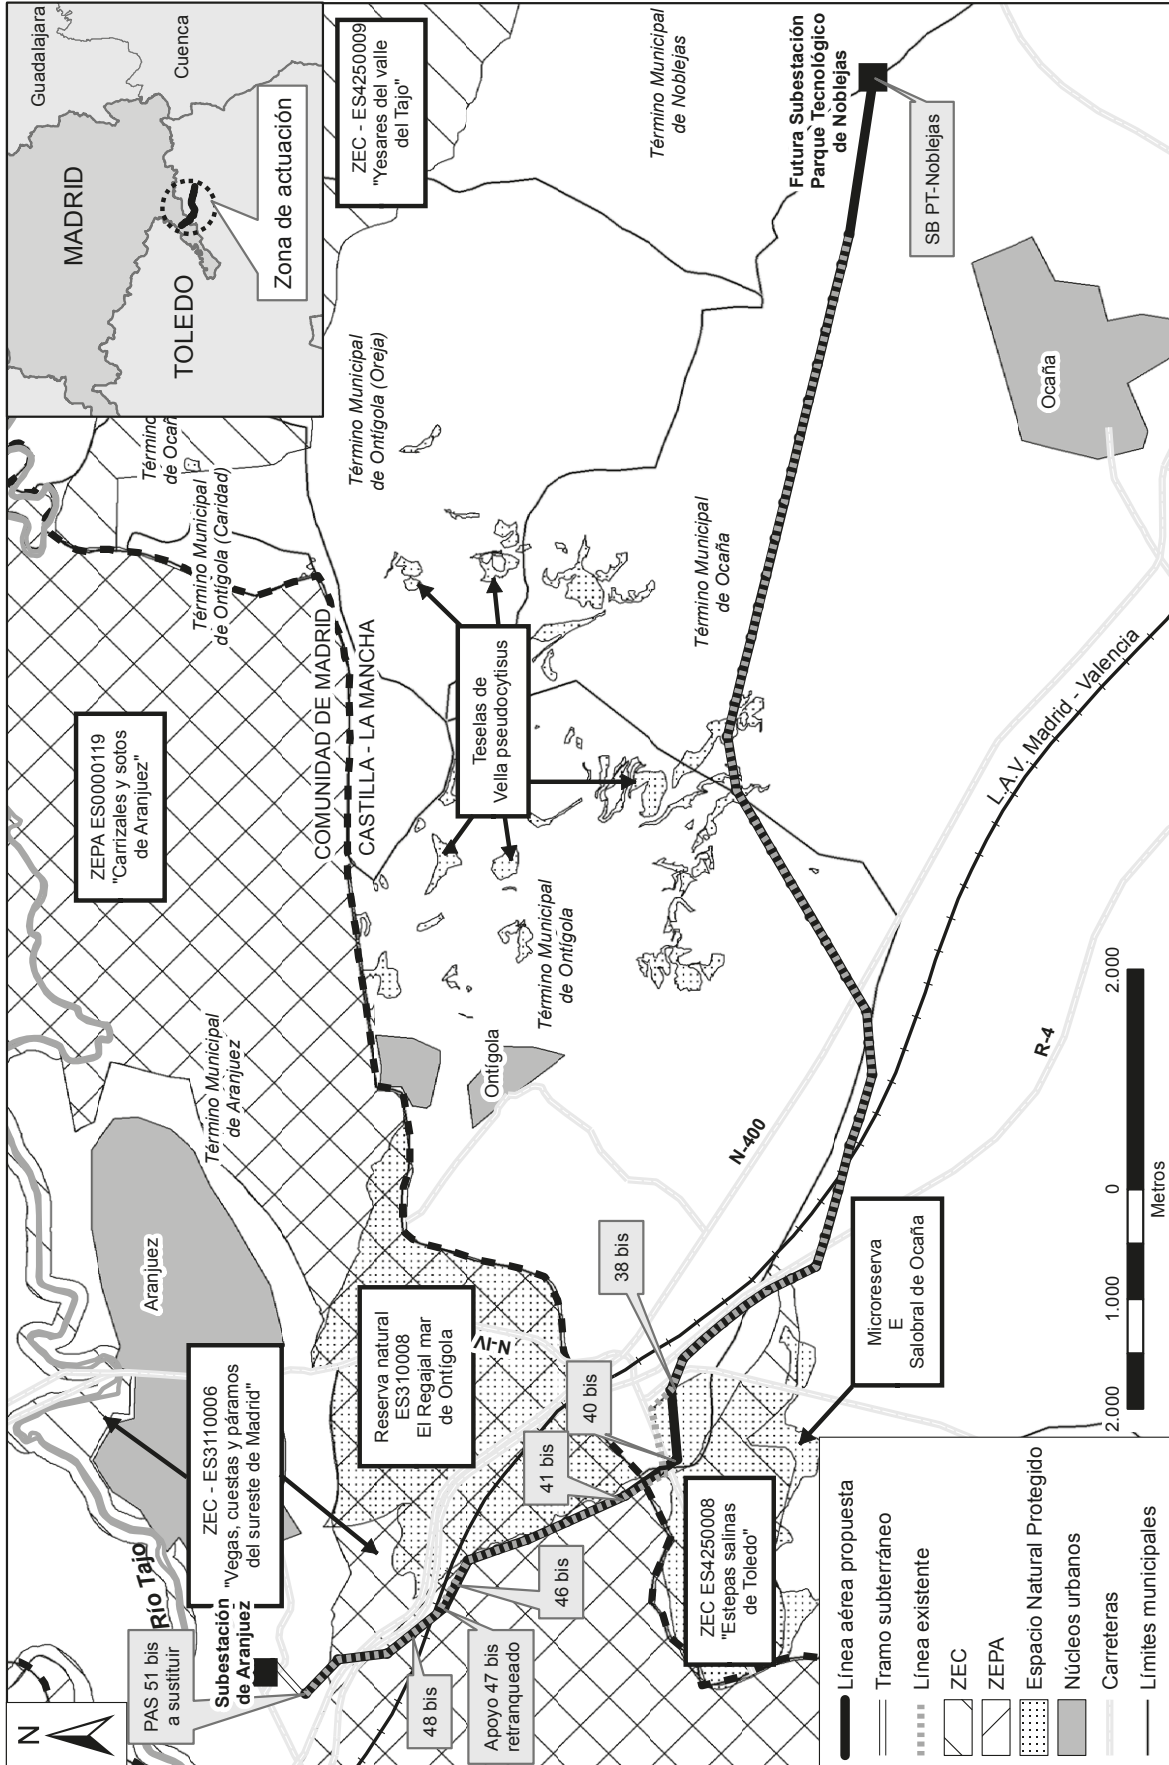 Guadalajara
Cuenca
MADRID
TOLEDO
Zona de actuación
ZEC - ES4250009
"Yesares del valle
del Tajo"
Término Municipal
de Noblejas
Futura Subestación
Parque Tecnológico
de Noblejas
SB PT-Noblejas
Ocaña
Término
de Ocañ
Término Municipal
de Ontígola (Caridad)
Término Municipal
de Ontígola (Oreja)
Término Municipal
de Ocaña
COMUNIDAD DE MADRID
CASTILLA - LA MANCHA
Teselas de
Vella pseudocytisus
ZEPA ES0000119
"Carrizales y sotos
de Aranjuez"
Término Municipal
de Ontígola
Término Municipal
de Aranjuez
Ontígola
Aranjuez
L.A.V. Madrid - Valencia
N-400
R-4
N-IV
Reserva natural
ES310008
El Regajal mar
de Ontígola
ZEC - ES3110006
"Vegas, cuestas y páramos
del sureste de Madrid"
Río Tajo
Subestación
de Aranjuez
PAS 51 bis
a sustituir
48 bis
Apoyo 47 bis
retranqueado
46 bis
41 bis
40 bis
38 bis
Microreserva
E
Salobral de Ocaña
ZEC ES4250008
"Estepas salinas
de Toledo"
N
2.000
1.000
0
2.000
Metros
Línea aérea propuesta
Tramo subterráneo
Línea existente
ZEC
ZEPA
Espacio Natural Protegido
Núcleos urbanos
Carreteras
Límites municipales